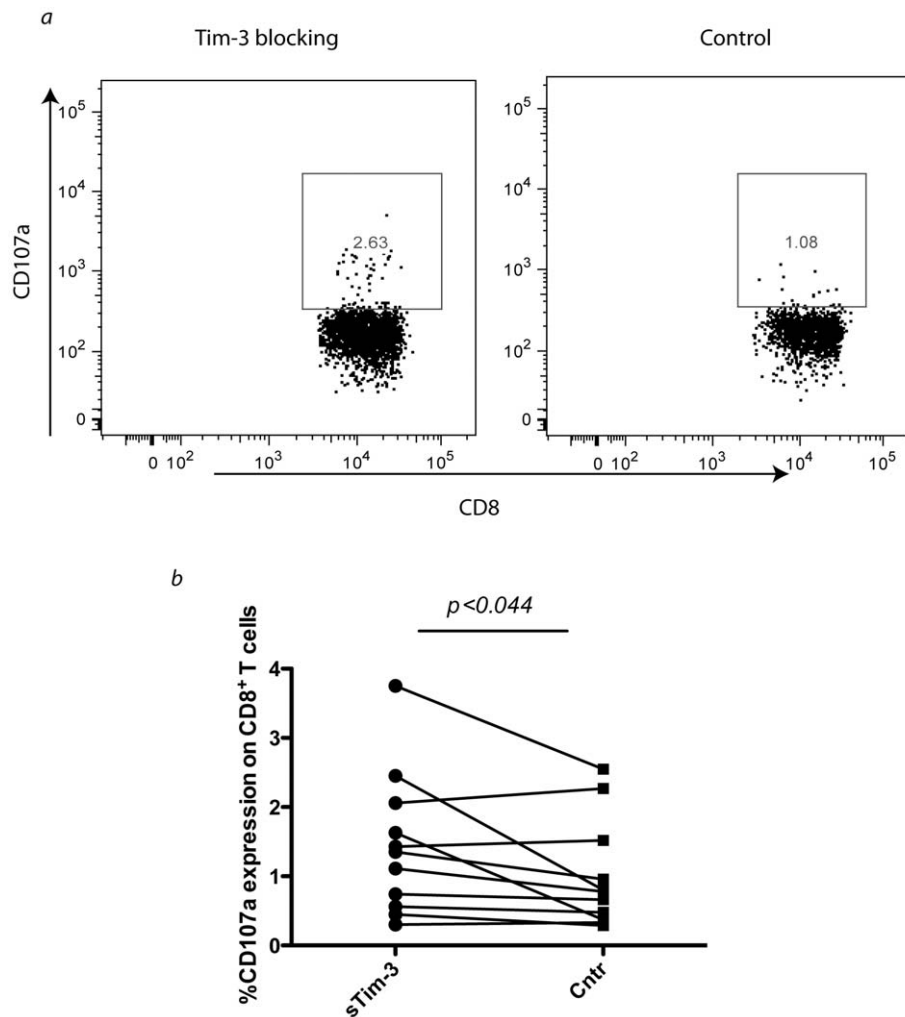 a
Tim-3 blocking
Control
10^5
10^4
10^3
10^2
0
2.63
0 10^2 10^3 10^4 10^5
CD107a
10^5
10^4
10^3
10^2
0
1.08
0 10^2 10^3 10^4 10^5
CD8
b
p<0.044
%CD107a expression on CD8⁺ T cells
4
3
2
1
0
sTim-3
Cntr